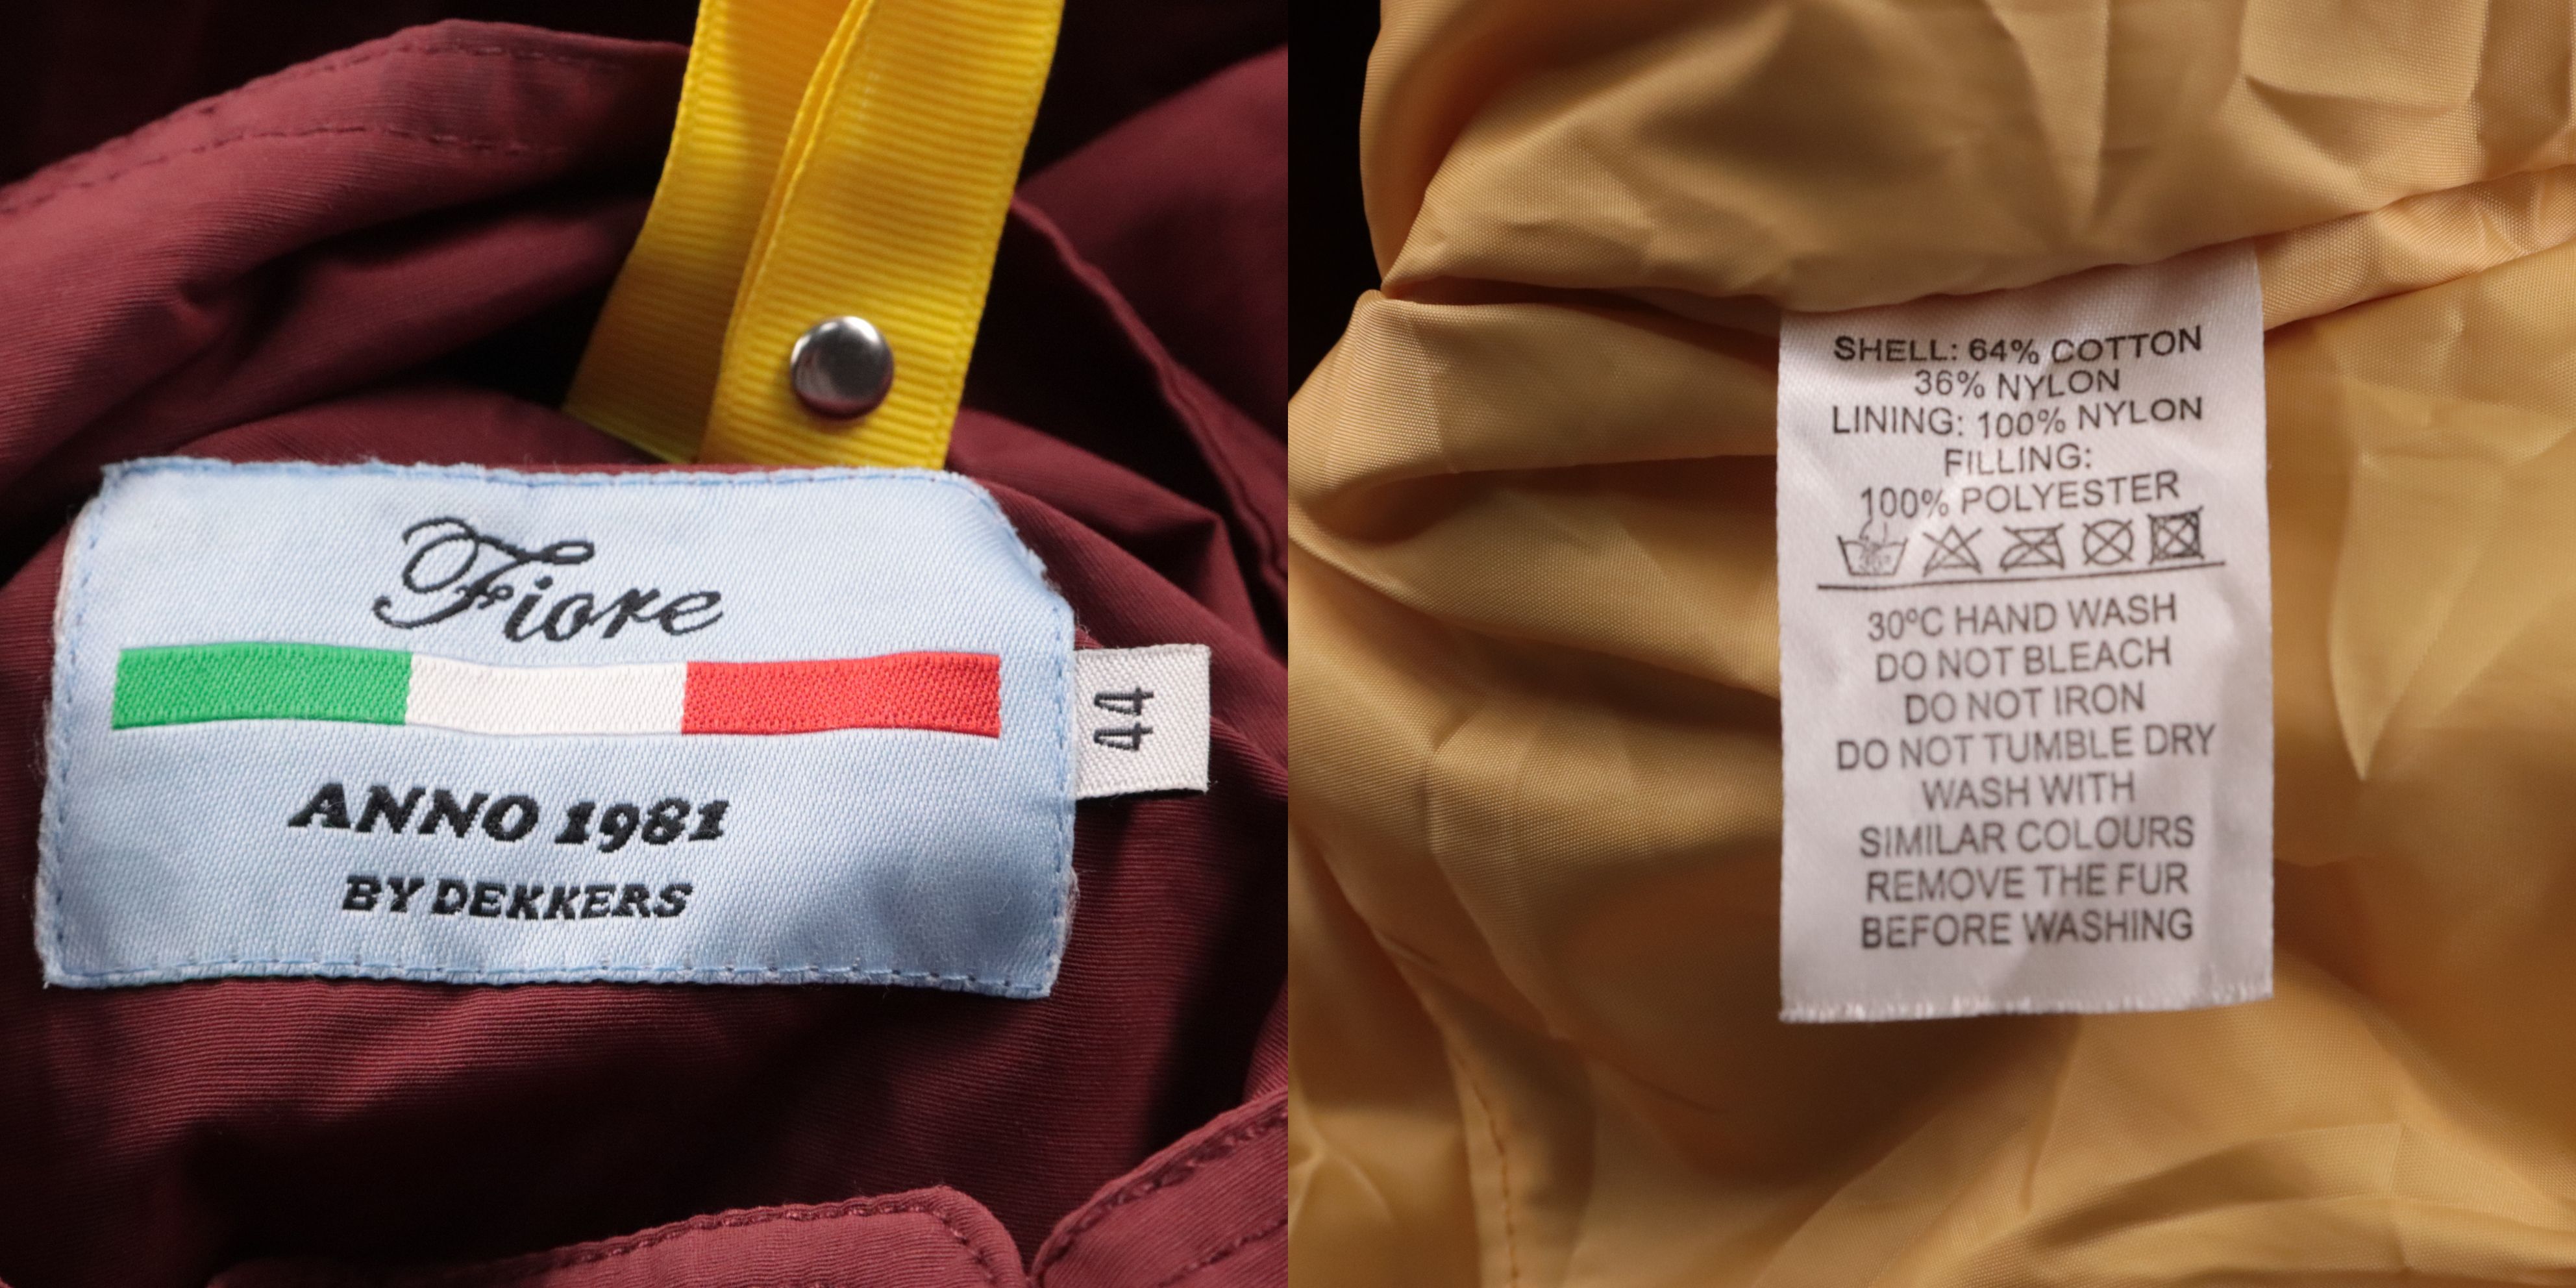 Fiore
ANNO 1981
BY DEKKERS
44
SHELL: 64% COTTON
36% NYLON
LINING: 100% NYLON
FILLING:
100% POLYESTER
30°
30ºC HAND WASH
DO NOT BLEACH
DO NOT IRON
DO NOT TUMBLE DRY
WASH WITH
SIMILAR COLOURS
REMOVE THE FUR
BEFORE WASHING